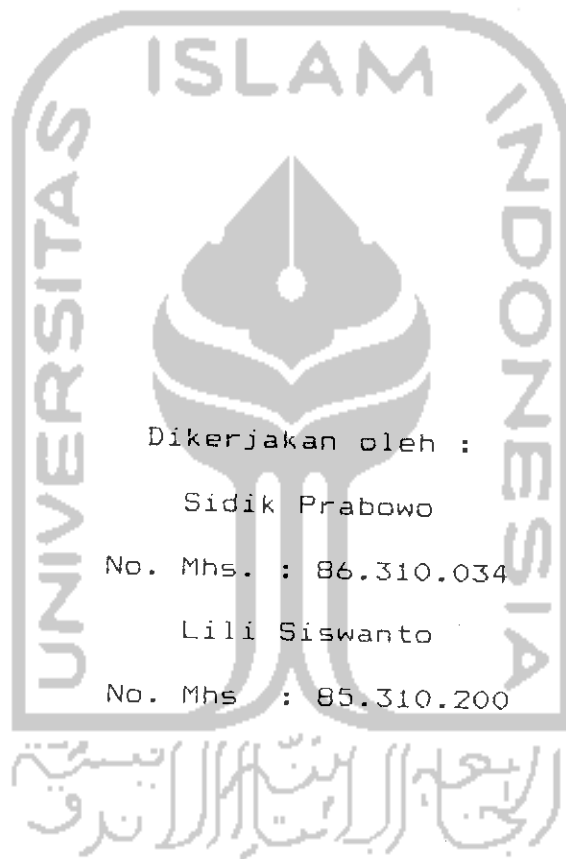 ISLAM
UNIVERSITAS
INDONESIA
Dikerjakan oleh :
Sidik Prabowo
No. Mhs. : 86.310.034
Lili Siswanto
No. Mhs : 85.310.200